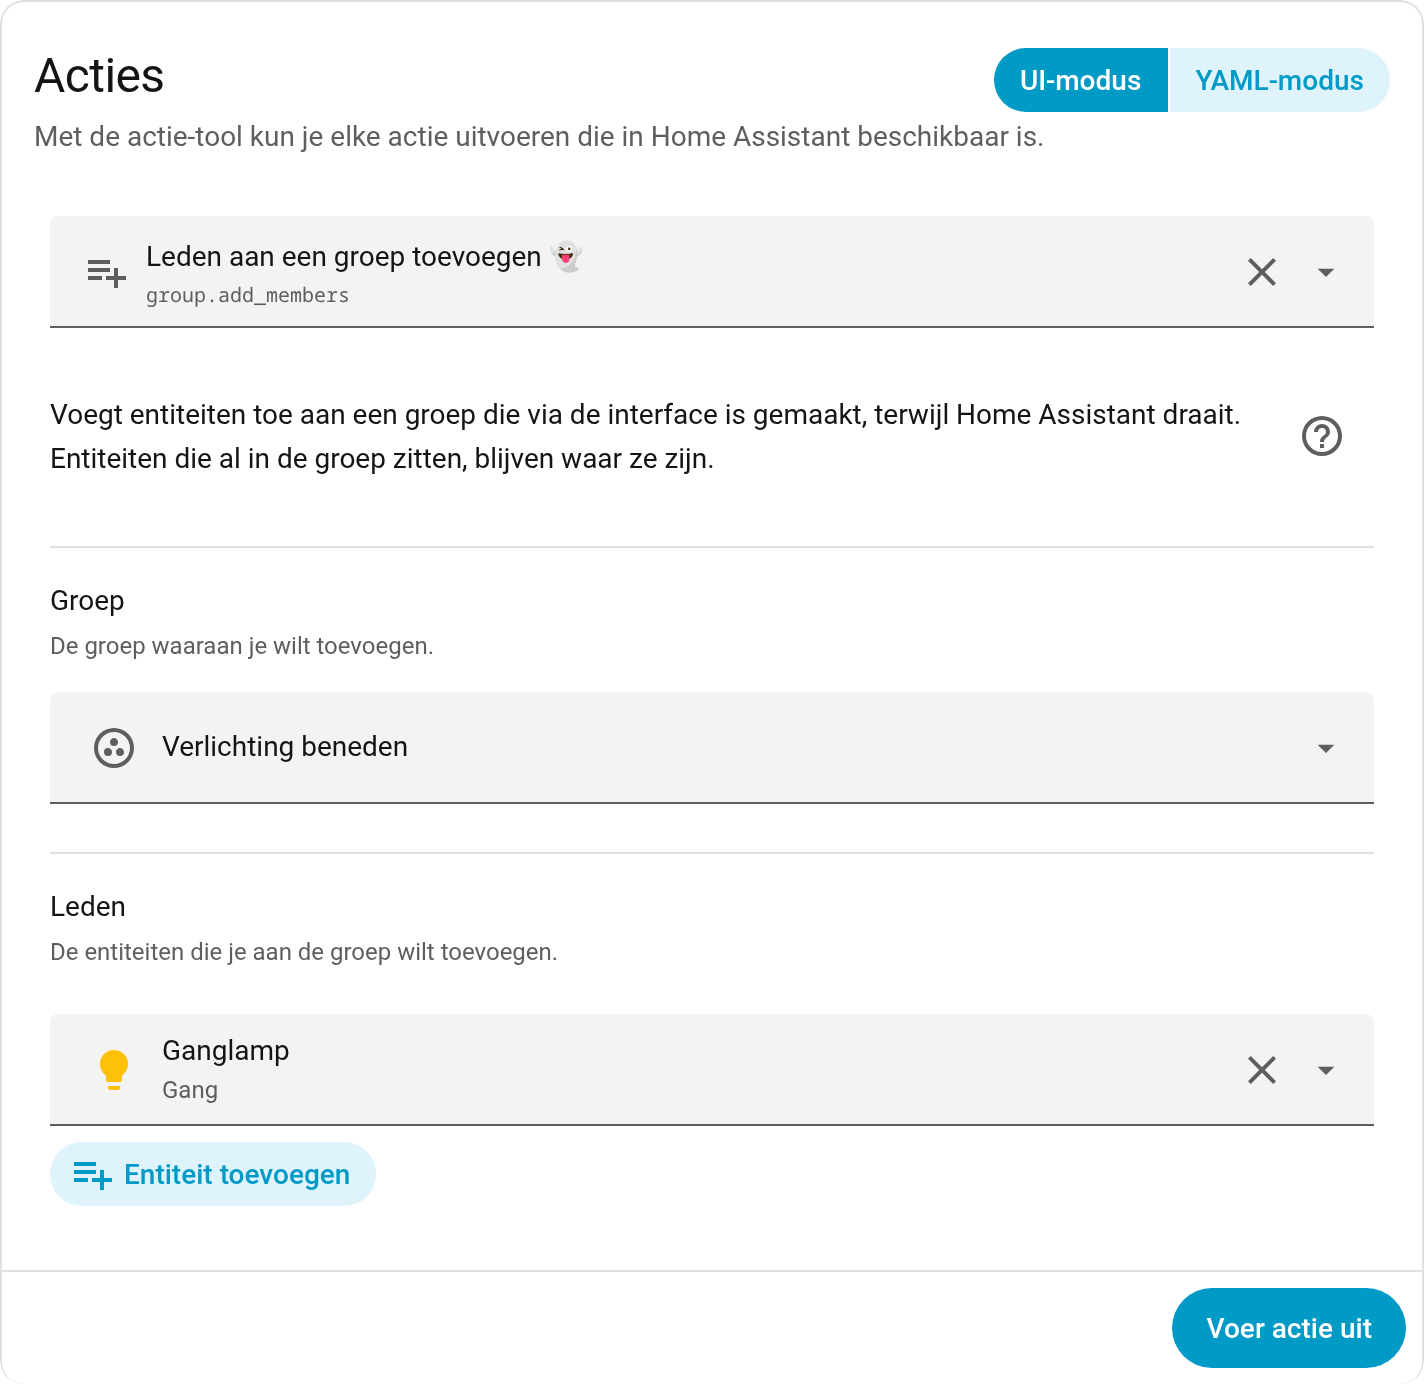 Acties
UI-modus
YAML-modus
Met de actie-tool kun je elke actie uitvoeren die in Home Assistant beschikbaar is.
Leden aan een groep toevoegen 👻
group.add_members
Voegt entiteiten toe aan een groep die via de interface is gemaakt, terwijl Home Assistant draait.
Entiteiten die al in de groep zitten, blijven waar ze zijn.
Groep
De groep waaraan je wilt toevoegen.
Verlichting beneden
Leden
De entiteiten die je aan de groep wilt toevoegen.
Ganglamp
Gang
Entiteit toevoegen
Voer actie uit